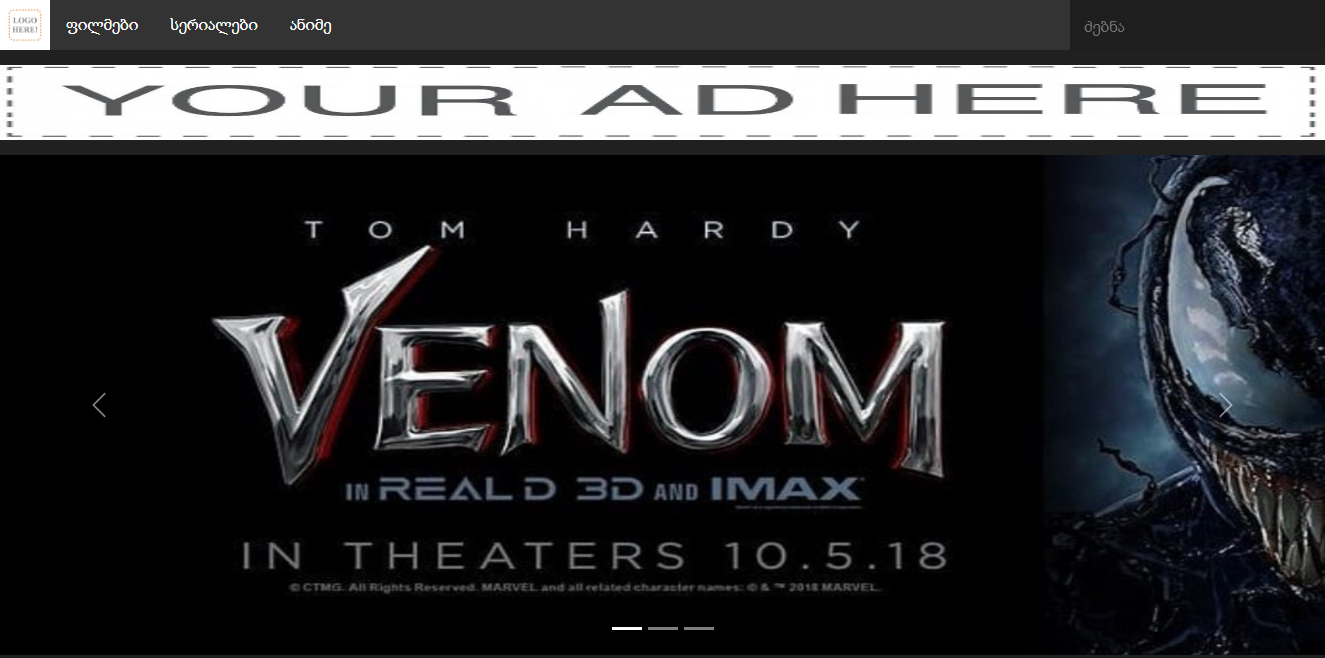 LOGO
HERE!
ფილმები სერიალები ანიმე ძებნა
YOUR AD HERE
TOM HARDY
VENOM
IN REAL D 3D AND IMAX
IN THEATERS 10.5.18
© CTMG. All Rights Reserved. MARVEL and all related character names: © & ™ 2018 MARVEL.